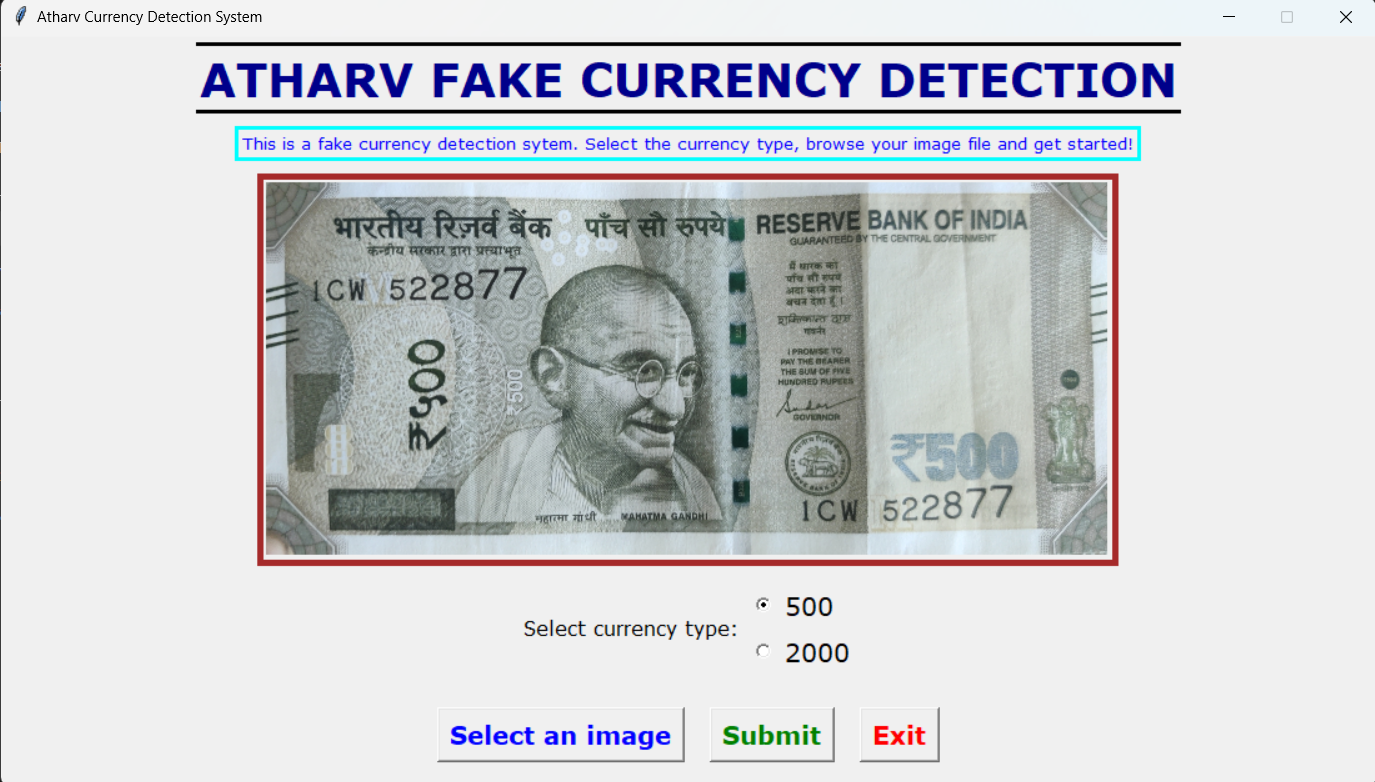 Atharv Currency Detection System
ATHARV FAKE CURRENCY DETECTION
This is a fake currency detection sytem. Select the currency type, browse your image file and get started!
भारतीय रिज़र्व बैंक पाँच सौ रुपये RESERVE BANK OF INDIA
केन्द्रीय सरकार द्वारा प्रत्याभूत GUARANTEED BY THE CENTRAL GOVERNMENT
1CW 522877
मैं धारक को
पाँच सौ रुपये
अदा करने का
वचन देता हूँ।
गवर्नर
I PROMISE TO
PAY THE BEARER
THE SUM OF FIVE
HUNDRED RUPEES
GOVERNOR
₹५००
₹500
₹500
1CW 522877
महात्मा गांधी MAHATMA GANDHI
Select currency type:
500
2000
Select an image Submit Exit